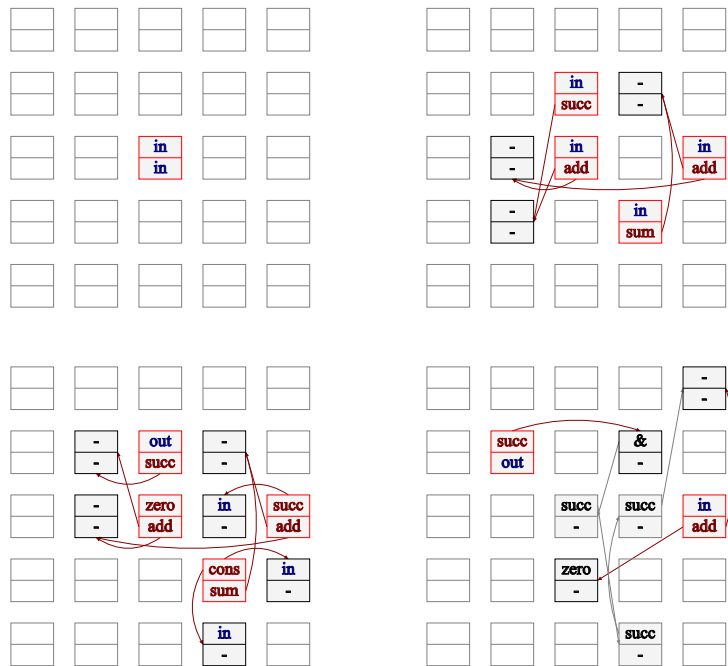 in
in
in -
succ -
- in in
- add add
- in
- sum
- out -
- succ -
- zero in succ
- add - add
cons in
sum -
in
-
-
-
succ &
out -
succ succ in
- - add
zero
-
succ
-